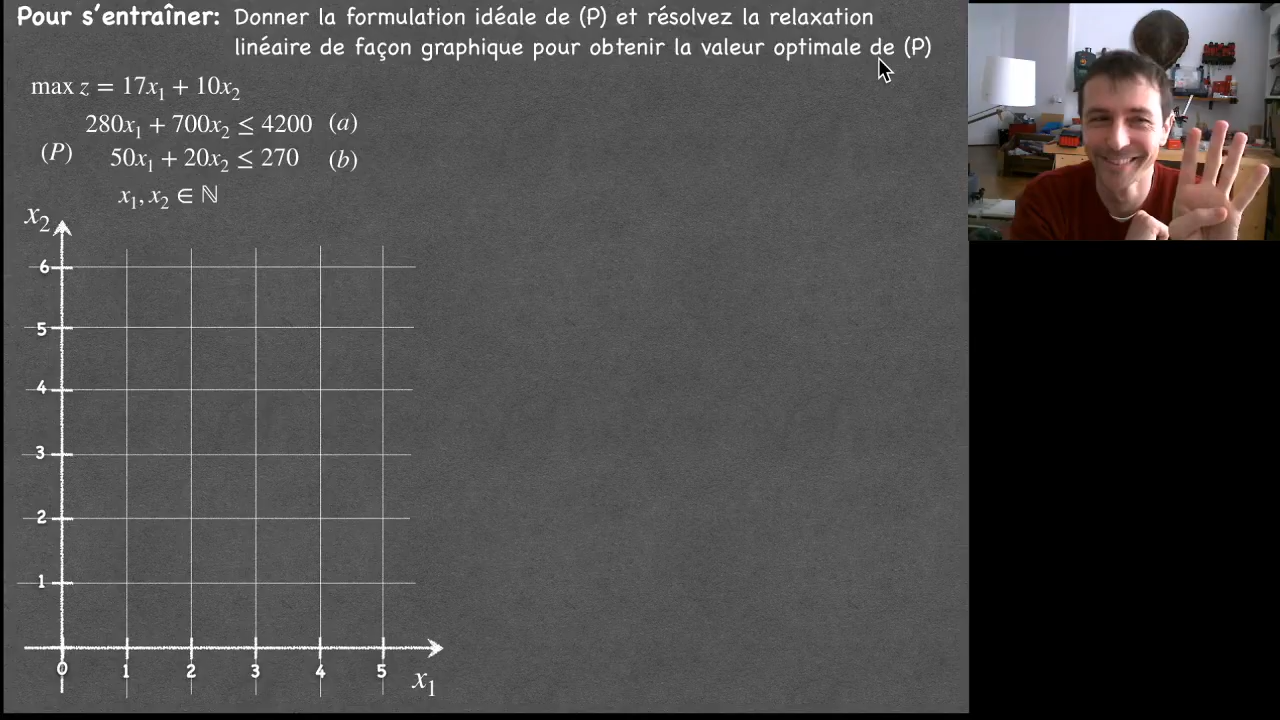 Pour s'entraîner: Donner la formulation idéale de (P) et résolvez la relaxation
linéaire de façon graphique pour obtenir la valeur optimale de (P)
max z = 17x₁ + 10x₂
280x₁ + 700x₂ ≤ 4200 (a)
(P) 50x₁ + 20x₂ ≤ 270 (b)
x₁, x₂ ∈ ℕ
x₂
6
5
4
3
2
1
0 1 2 3 4 5
x₁